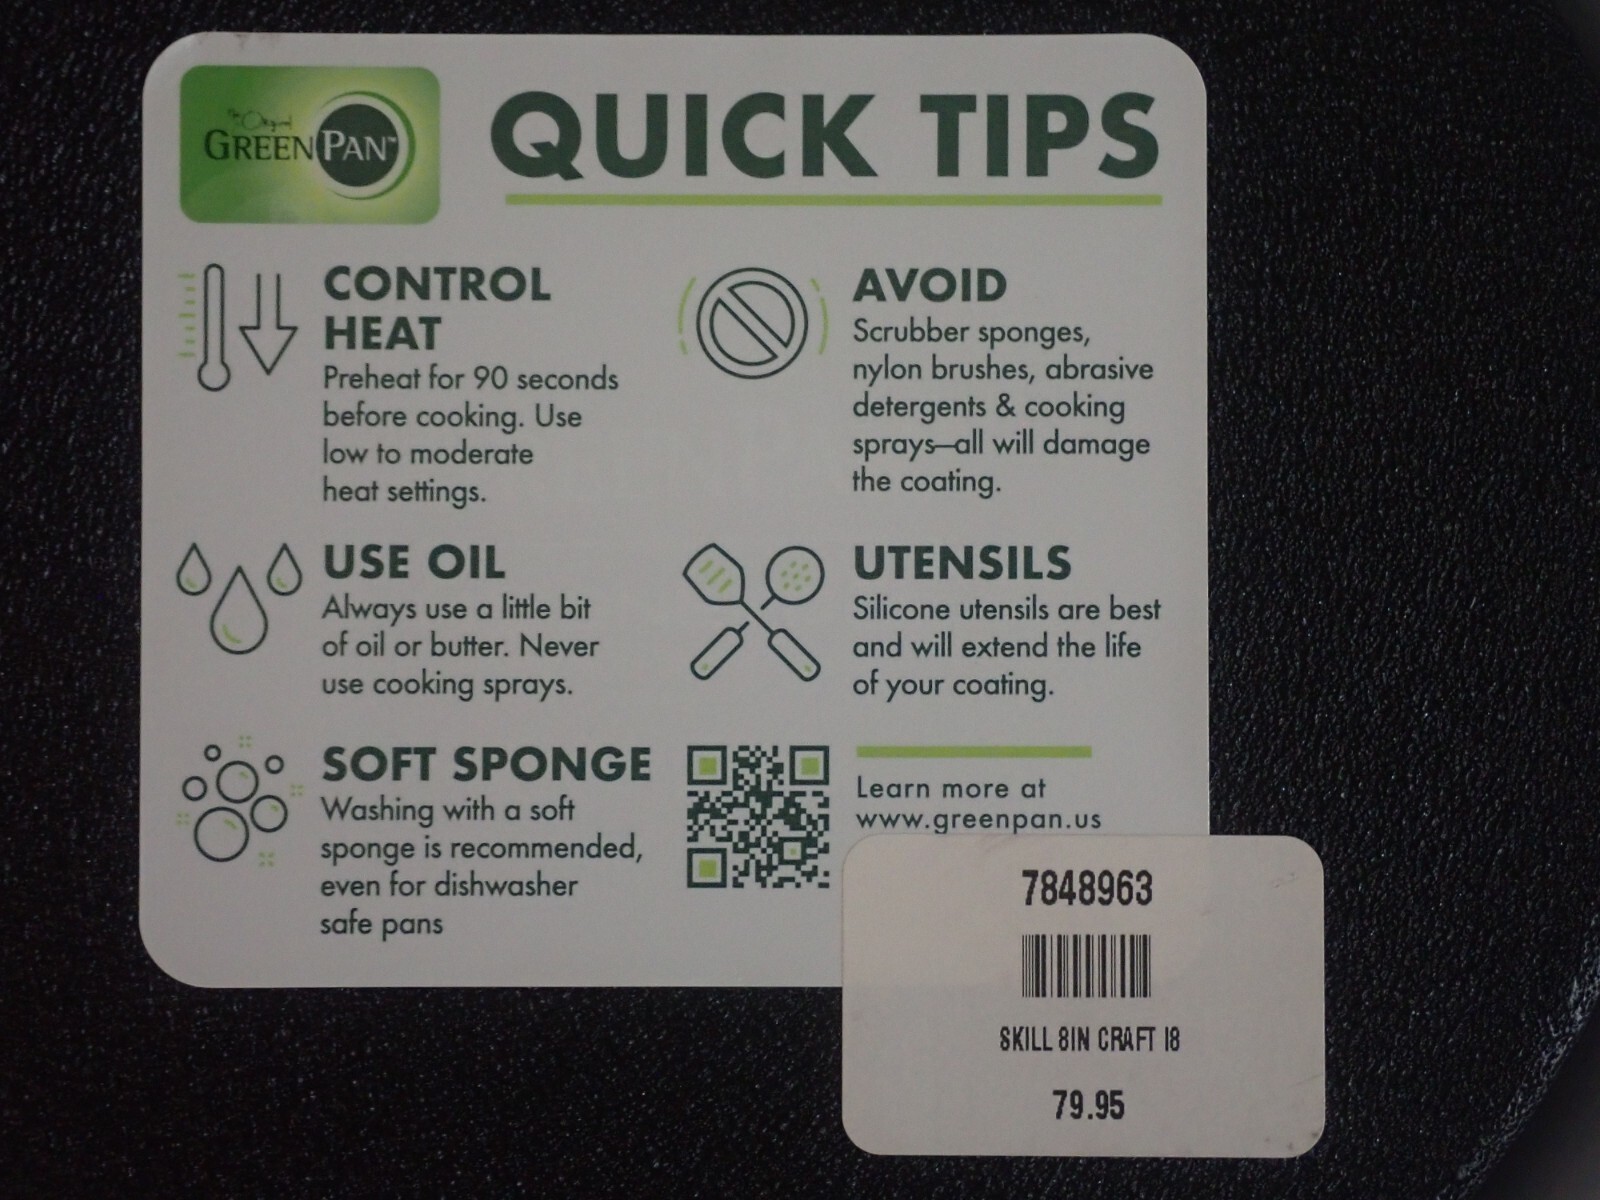 The Original
GREENPAN™
QUICK TIPS
CONTROL
HEAT
Preheat for 90 seconds
before cooking. Use
low to moderate
heat settings.
AVOID
Scrubber sponges,
nylon brushes, abrasive
detergents & cooking
sprays—all will damage
the coating.
USE OIL
Always use a little bit
of oil or butter. Never
use cooking sprays.
UTENSILS
Silicone utensils are best
and will extend the life
of your coating.
SOFT SPONGE
Washing with a soft
sponge is recommended,
even for dishwasher
safe pans
Learn more at
www.greenpan.us
7848963
SKILL 8IN CRAFT I8
79.95